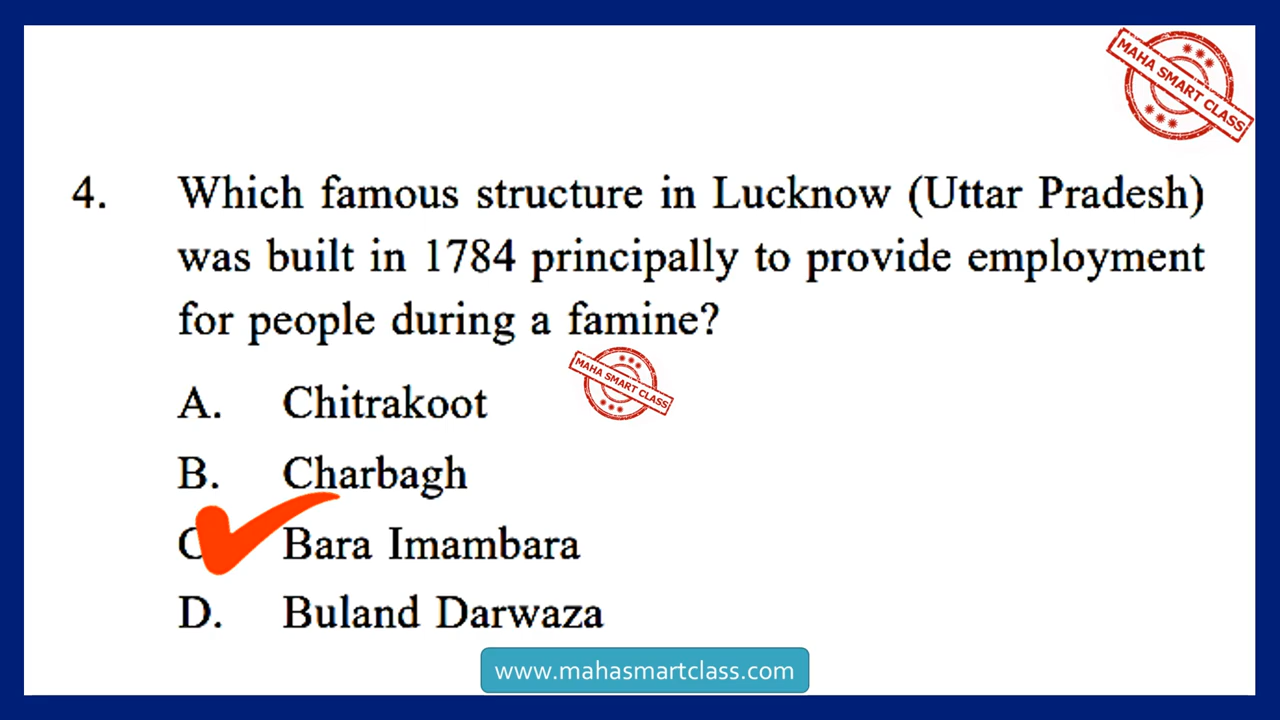 MAHA SMART CLASS
4. Which famous structure in Lucknow (Uttar Pradesh)
was built in 1784 principally to provide employment
for people during a famine?
MAHA SMART CLASS
A. Chitrakoot
B. Charbagh
C Bara Imambara
D. Buland Darwaza
www.mahasmartclass.com